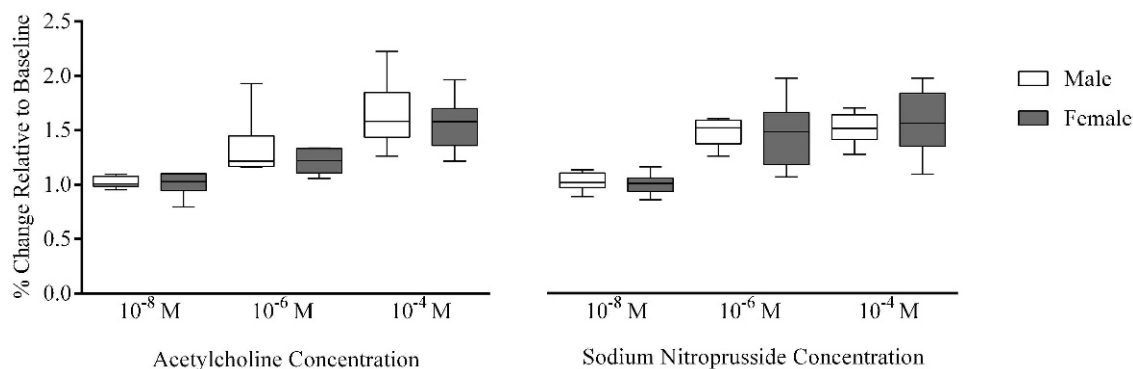 % Change Relative to Baseline
2.5
2.0
1.5
1.0
0.5
0.0
10⁻⁸ M
10⁻⁶ M
10⁻⁴ M
Acetylcholine Concentration
10⁻⁸ M
10⁻⁶ M
10⁻⁴ M
Sodium Nitroprusside Concentration
Male
Female